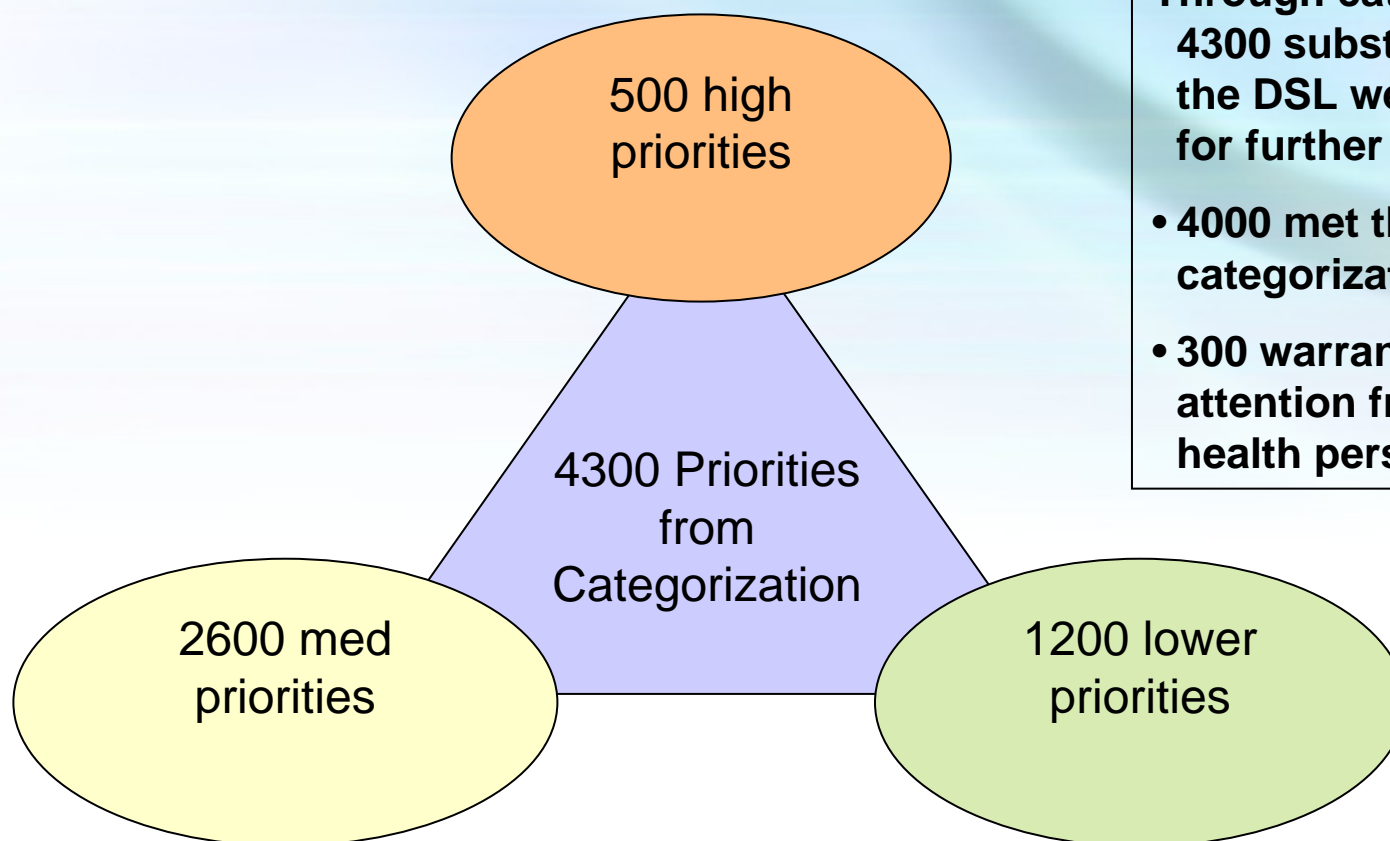 500 high
priorities
4300 Priorities
from
Categorization
2600 med
priorities
1200 lower
priorities
4300
the DSL
for further
• 4000 met
• 300
attention
health